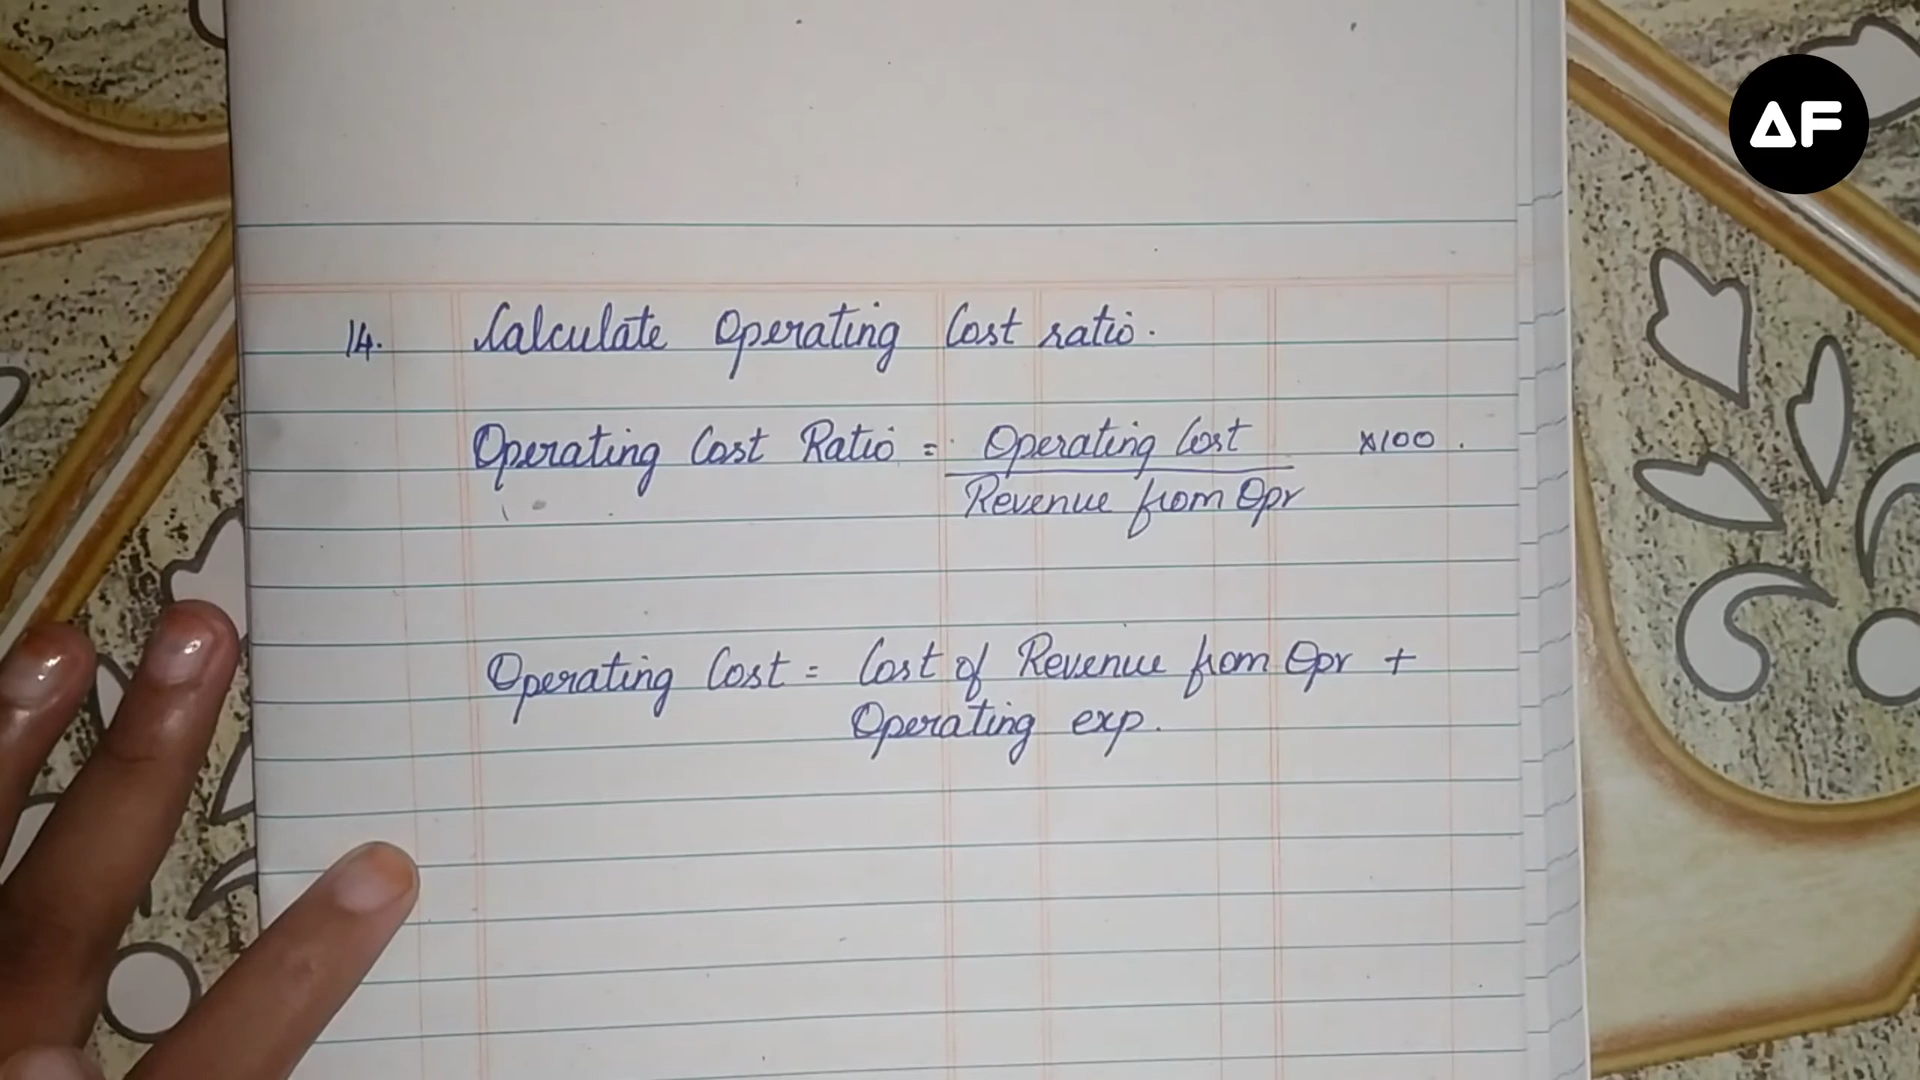 AF
14. Calculate Operating Cost ratio.
Operating Cost Ratio = Operating Cost ×100.
Revenue from Opr
Operating Cost = Cost of Revenue from Opr +
Operating exp.